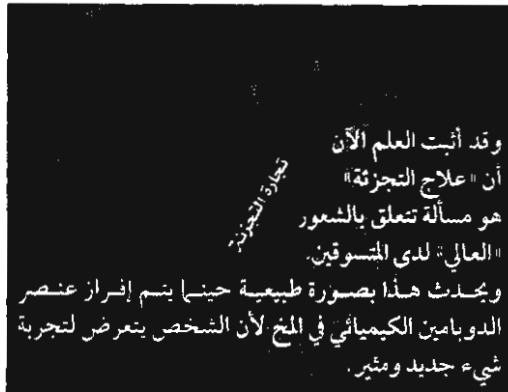 وقد أثبت العلم الآن
أن «علاج التجزئة»
هو مسألة تتعلق بالشعور
«العالي» لدى المتسوقين.
ويحدث هذا بصورة طبيعية حينما يتم إفراز عنصر
الدوبامين الكيميائي في المخ لأن الشخص يتعرض لتجربة
شيء جديد ومثير.
تجارة التجزئة